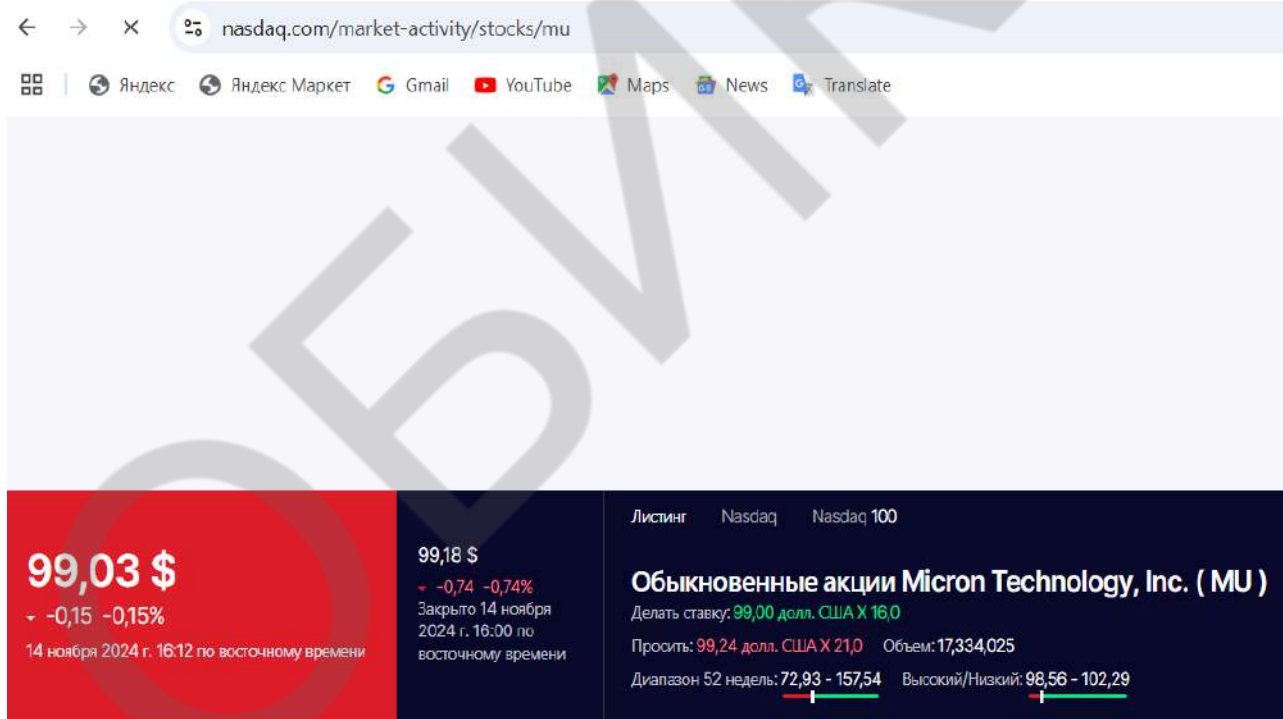 nasdaq.com/market-activity/stocks/mu
Яндекс Яндекс Маркет Gmail YouTube Maps News Translate
ОБИ
Листинг Nasdaq Nasdaq 100
99,03 $
-0,15 -0,15%
14 ноября 2024 г. 16:12 по восточному времени
99,18 $
-0,74 -0,74%
Закрыто 14 ноября
2024 г. 16:00 по
восточному времени
Обыкновенные акции Micron Technology, Inc. ( MU )
Делать ставку: 99,00 долл. США X 16,0
Просить: 99,24 долл. США X 21,0 Объем: 17,334,025
Диапазон 52 недель: 72,93 - 157,54 Высокий/Низкий: 98,56 - 102,29